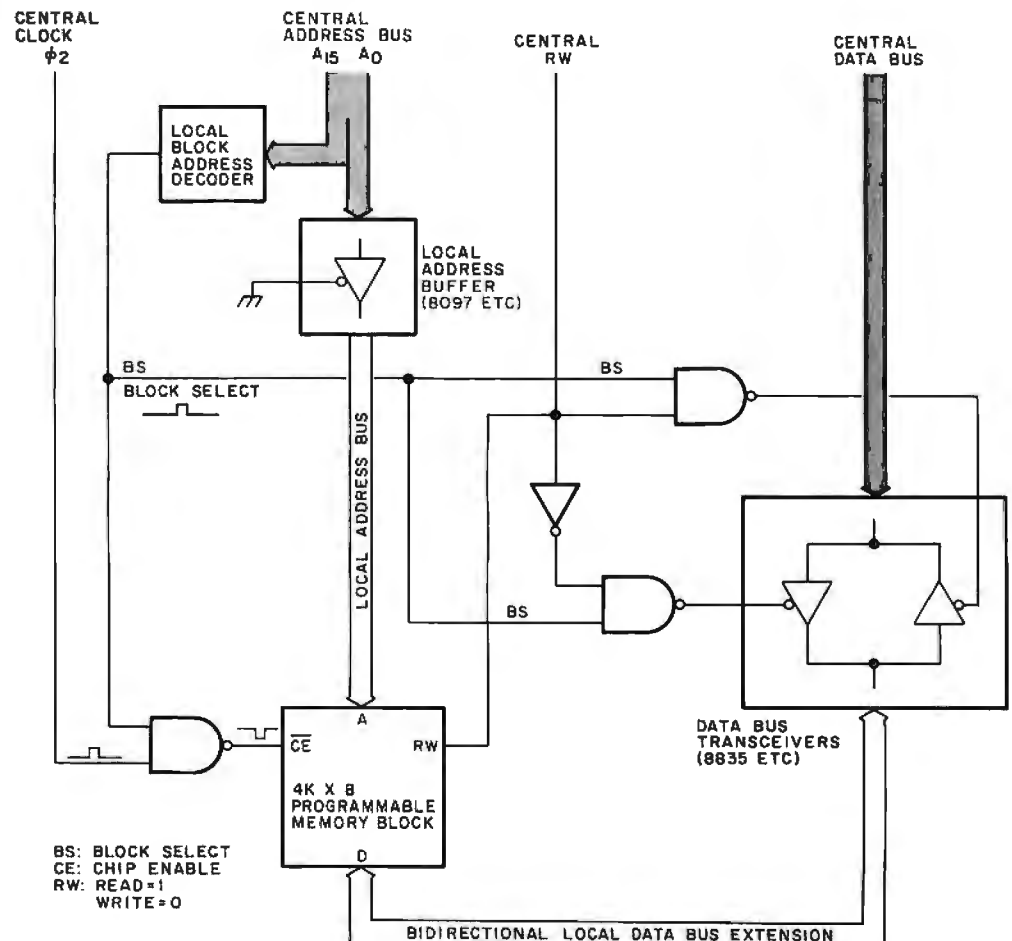 CENTRAL
CLOCK
ϕ2
CENTRAL
ADDRESS BUS
A15 A0
CENTRAL
RW
CENTRAL
DATA BUS
LOCAL
BLOCK
ADDRESS
DECODER
LOCAL
ADDRESS
BUFFER
(8097 ETC)
BS
BLOCK SELECT
BS
LOCAL ADDRESS BUS
BS
A
CE
RW
4K X 8
PROGRAMMABLE
MEMORY BLOCK
D
DATA BUS
TRANSCEIVERS
(8835 ETC)
BS: BLOCK SELECT
CE: CHIP ENABLE
RW: READ=1
WRITE=0
BIDIRECTIONAL LOCAL DATA BUS EXTENSION